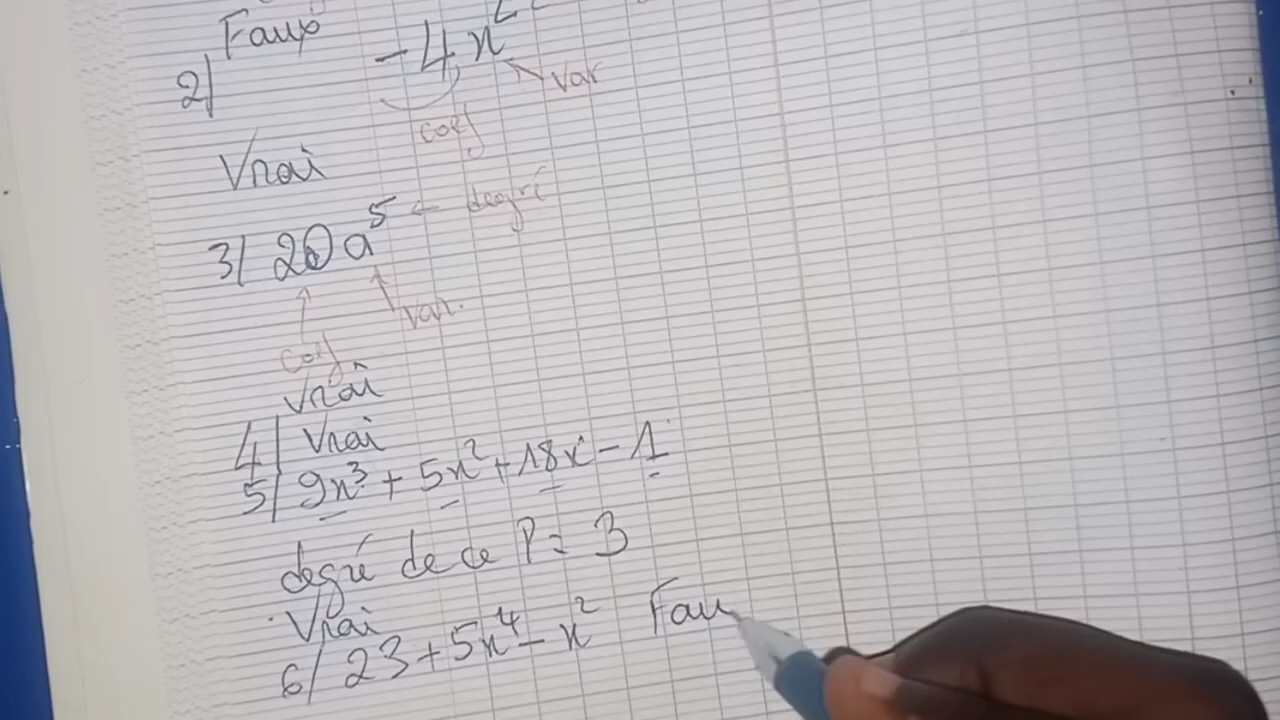 Faux
2) -4x²
var
coef
Vrai
3) 20a⁵ ← degré
var.
coef
Vrai
4) Vrai
5) 9x³ + 5x² + 18x - 1
degré de ce P = 3
Vrai
6) 23 + 5x⁴ - x² Fau